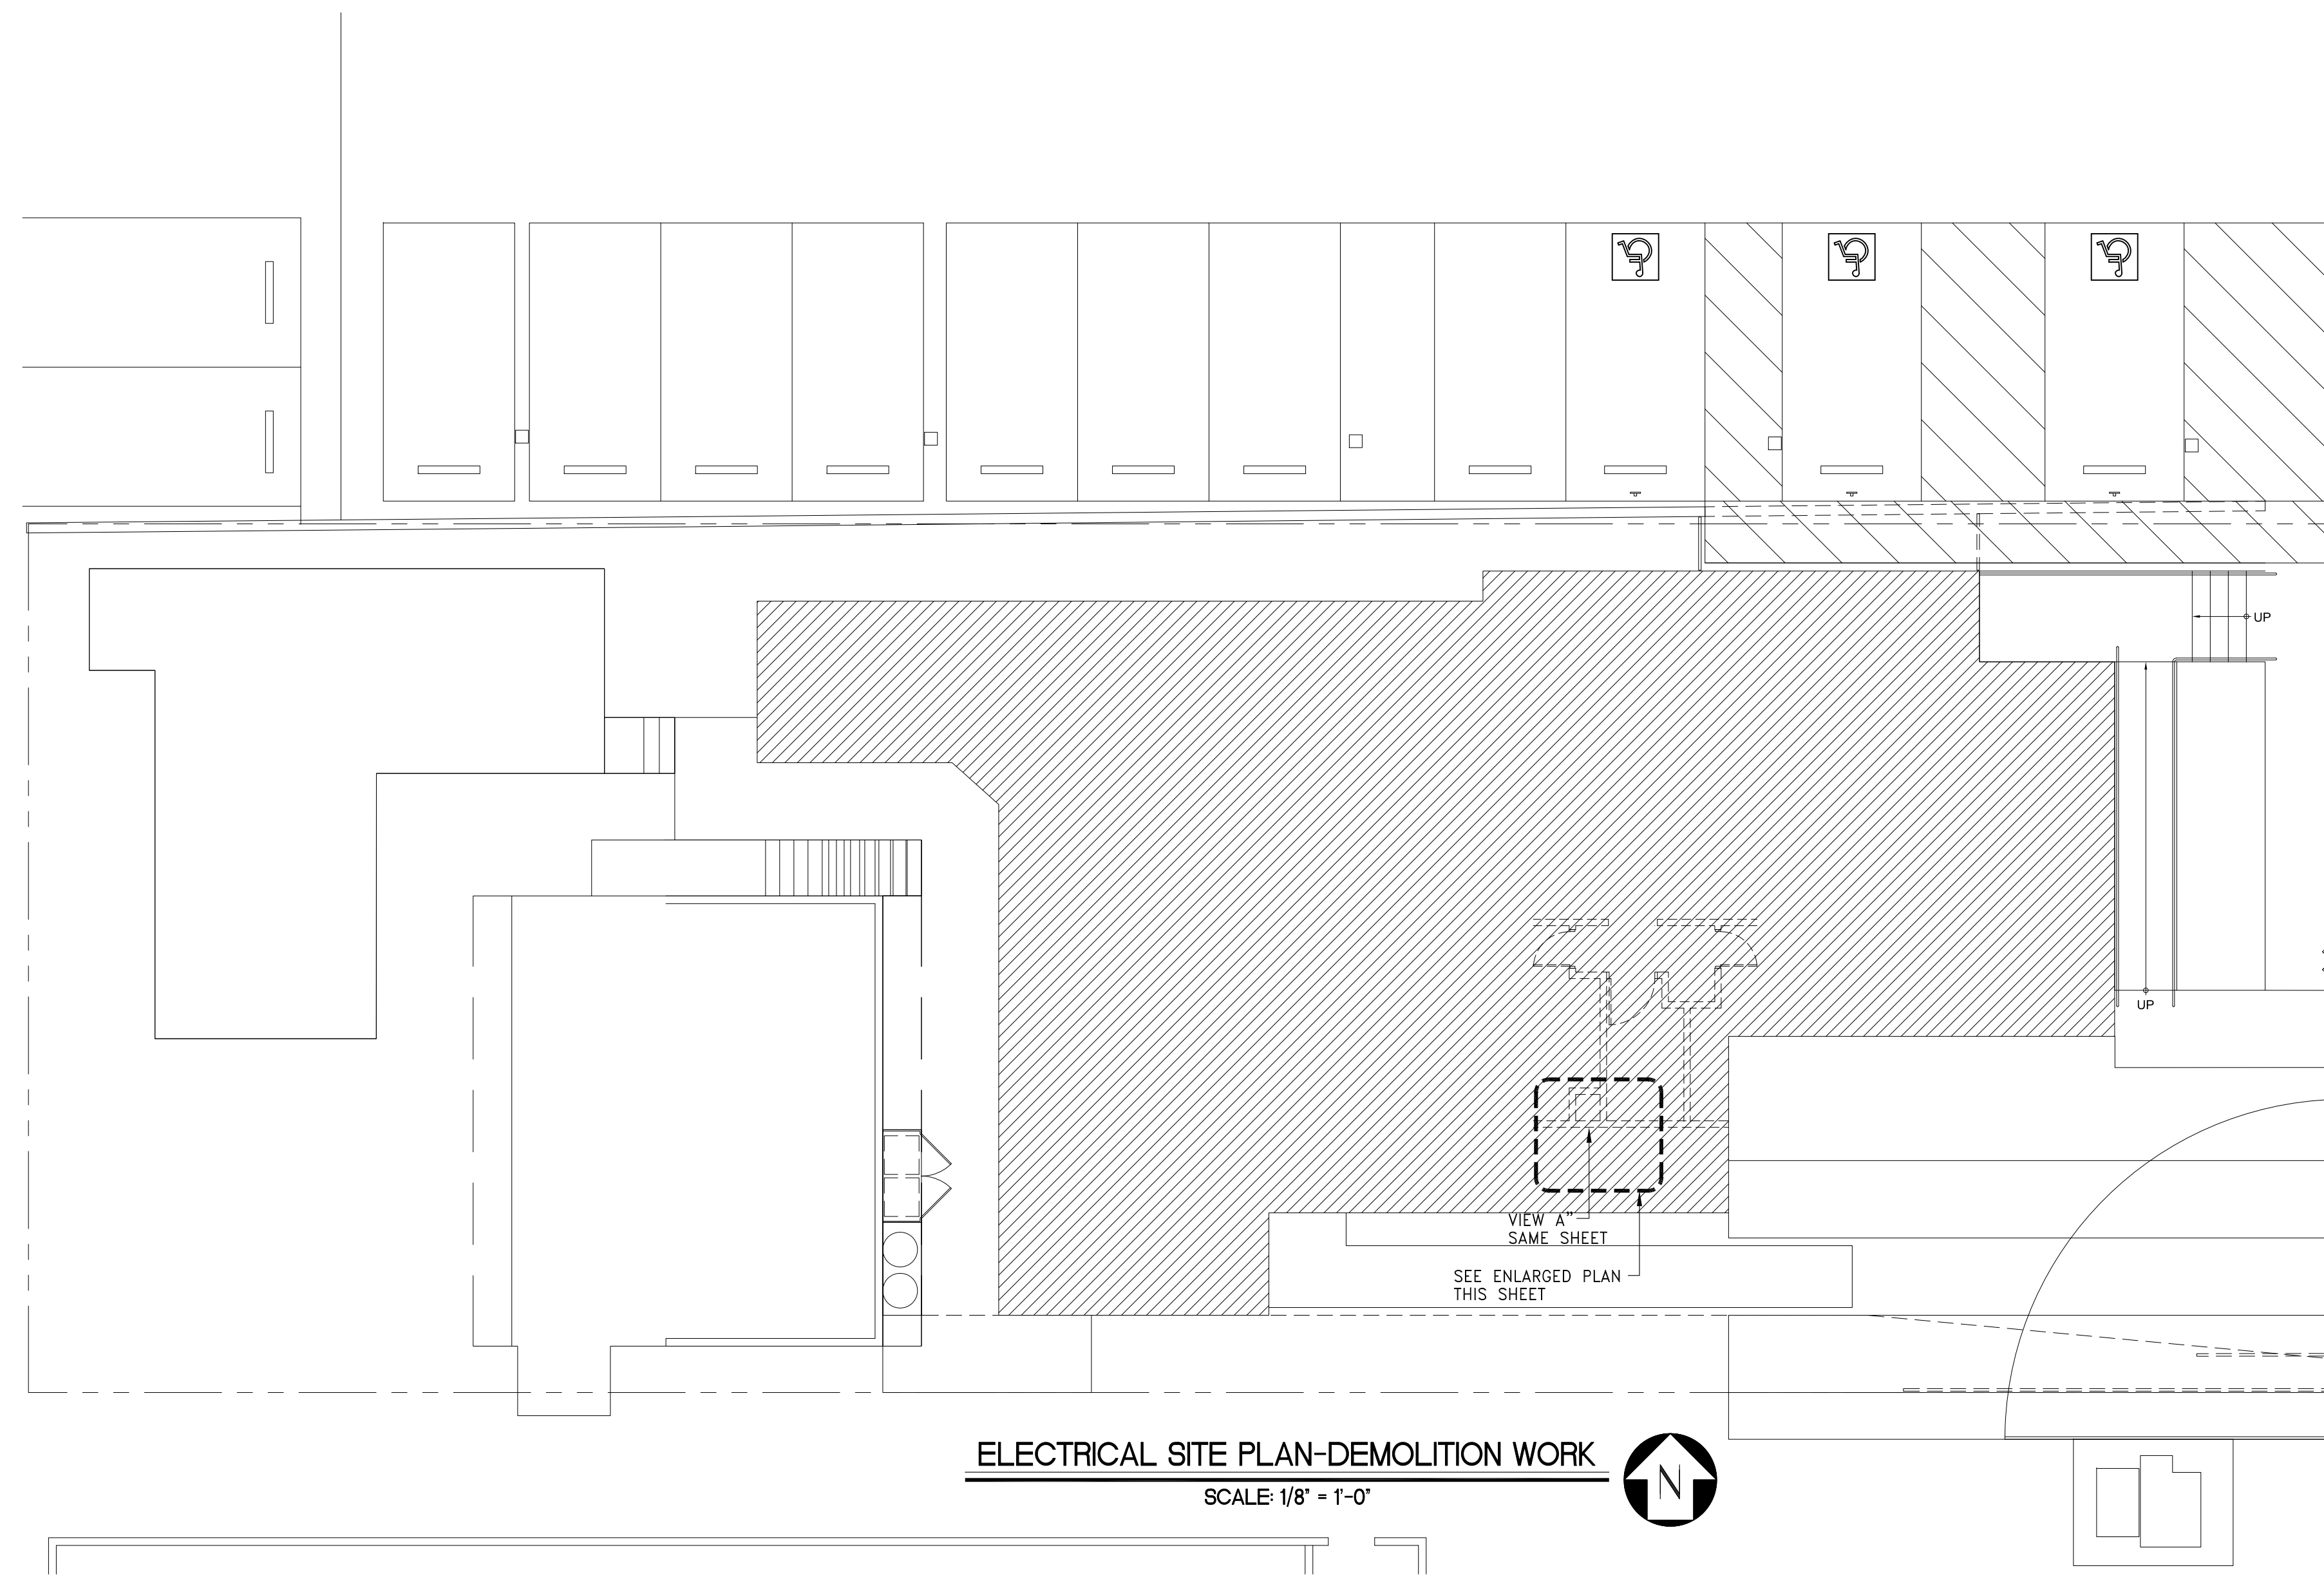 UP
UP
VIEW A"
SAME SHEET
SEE ENLARGED PLAN
THIS SHEET
ELECTRICAL SITE PLAN-DEMOLITION WORK
N
SCALE: 1/8" = 1'-0"